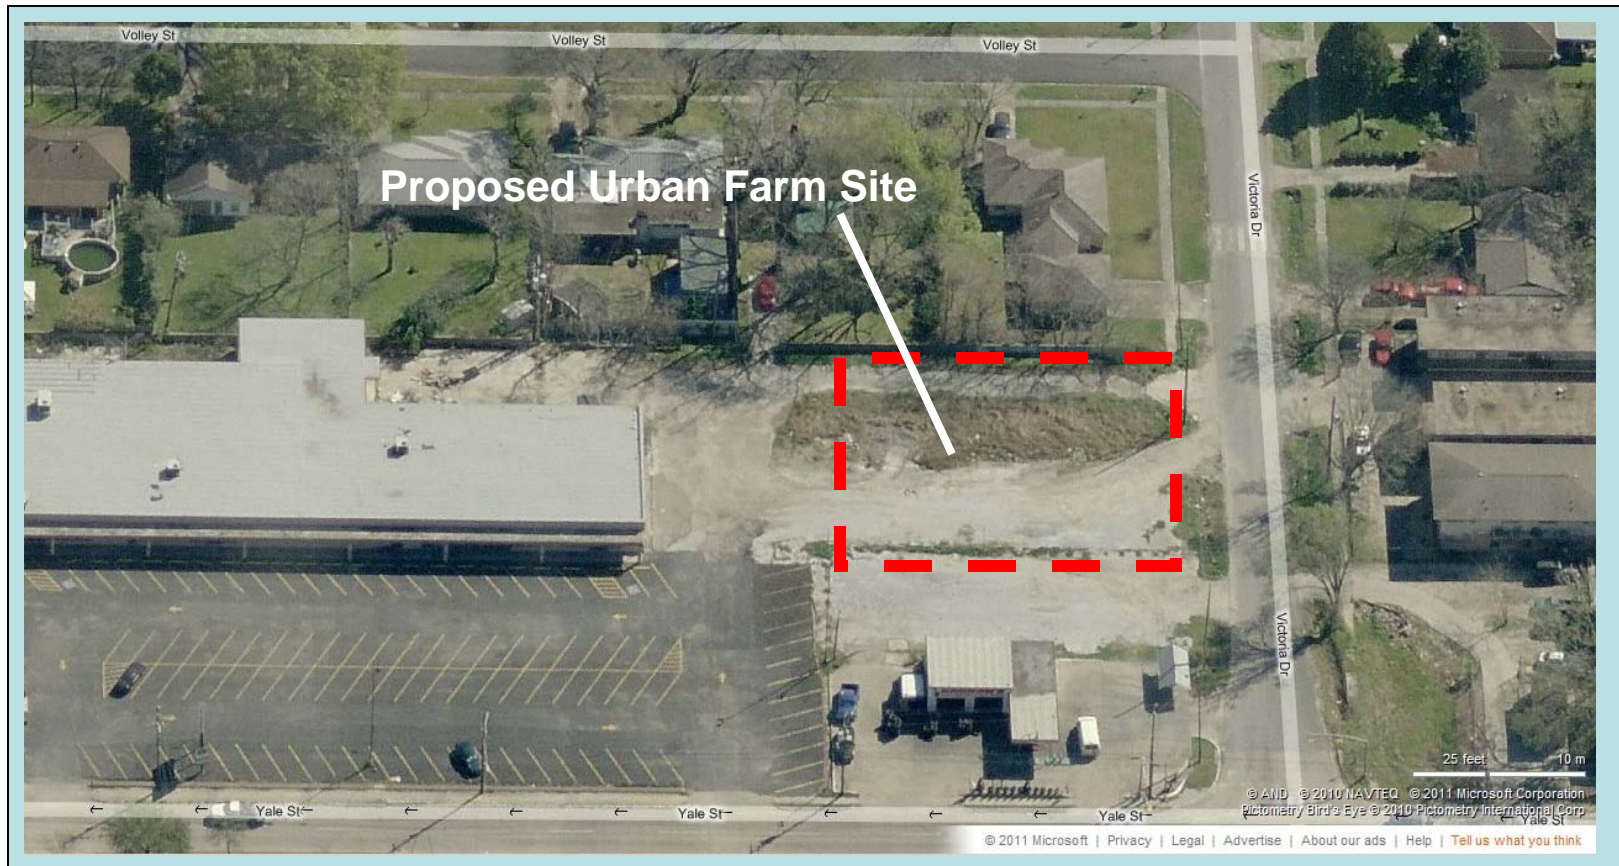 Volley St
Volley St
Volley St
Proposed Urban Farm Site
Victoria Dr
Victoria Dr
25 feet
10 m
© AND © 2010 NAVTEQ © 2011 Microsoft Corporation
Pictometry Bird's Eye © 2010 Pictometry International Corp
Yale St
Yale St
Yale St
© 2011 Microsoft | Privacy | Legal | Advertise | About our ads | Help | Tell us what you think